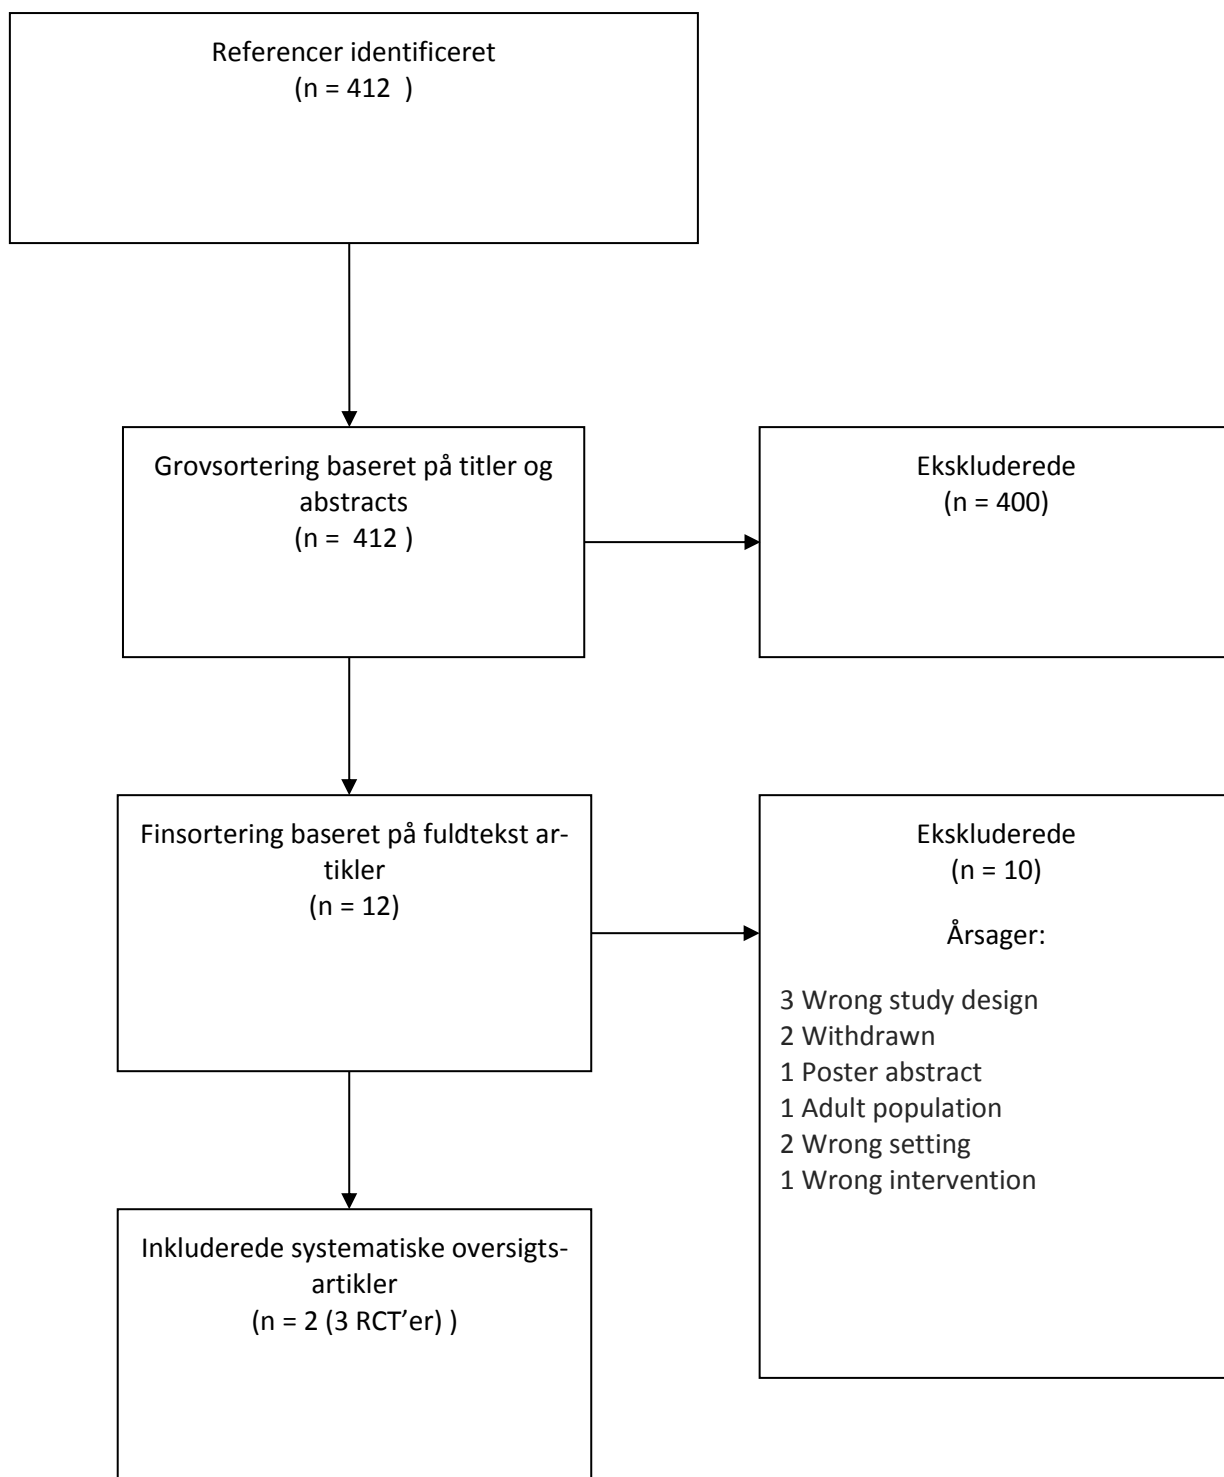 Referencer identificeret
(n = 412  )
Grovsortering baseret på titler og
abstracts
(n =  412 )
Ekskluderede
(n = 400)
Finsortering baseret på fuldtekst ar-
tikler
(n = 12)
Ekskluderede
(n = 10)
Årsager:
3 Wrong study design
2 Withdrawn
1 Poster abstract
1 Adult population
2 Wrong setting
1 Wrong intervention
Inkluderede systematiske oversigts-
artikler
(n = 2 (3 RCT’er) )